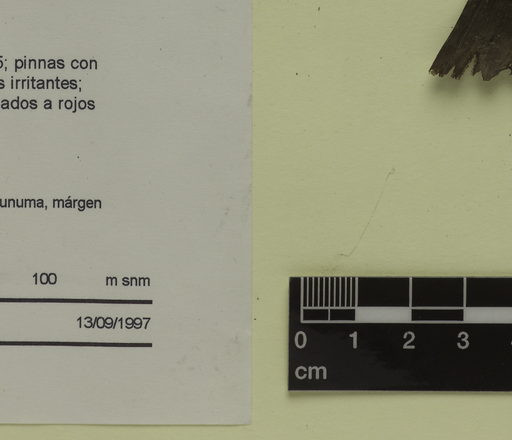 ; pinnas con
s irritantes;
ados a rojos
unuma, márgen
100 m snm
13/09/1997
0 1 2 3
cm